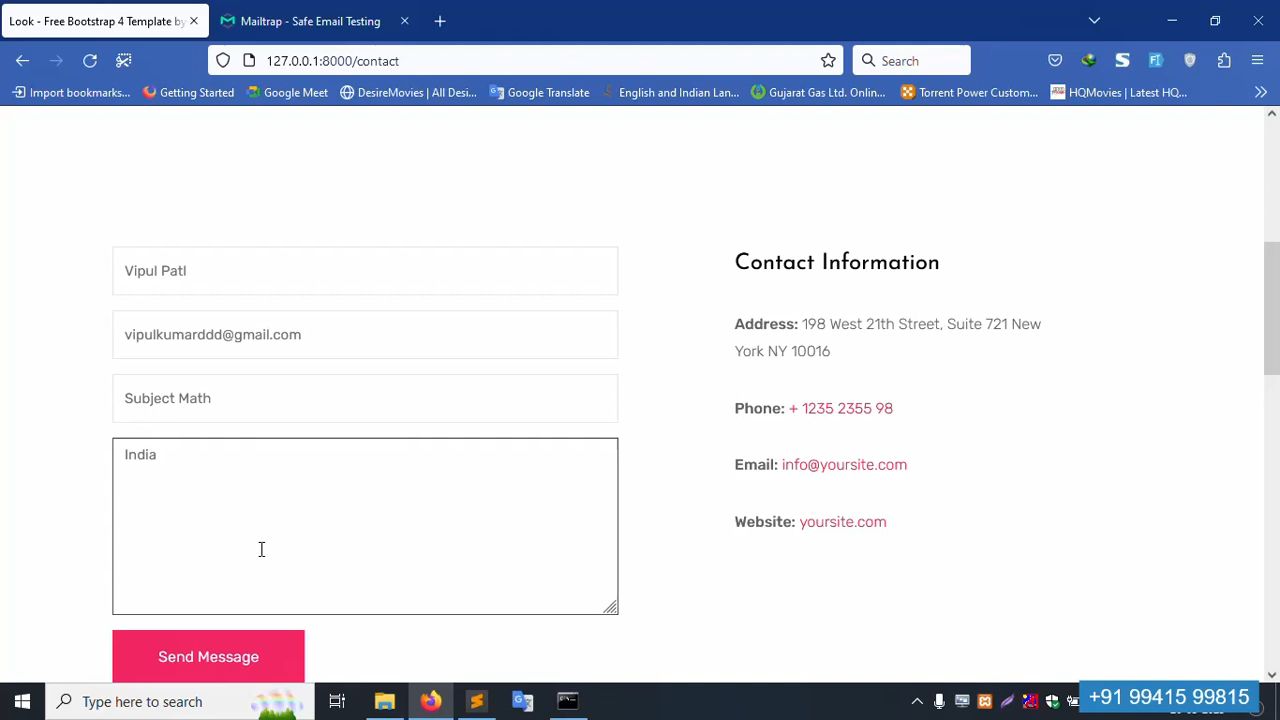 Look - Free Bootstrap 4 Template by
Mailtrap - Safe Email Testing
127.0.0.1:8000/contact
Search
Import bookmarks...
Getting Started
Google Meet
DesireMovies | All Desi...
Google Translate
English and Indian Lan...
Gujarat Gas Ltd. Onlin...
Torrent Power Custom...
HQMovies | Latest HQ...
Vipul Patl
vipulkumarddd@gmail.com
Subject Math
India
Send Message
Contact Information
Address: 198 West 21th Street, Suite 721 New
York NY 10016
Phone: + 1235 2355 98
Email: info@yoursite.com
Website: yoursite.com
Type here to search
+91 99415 99815